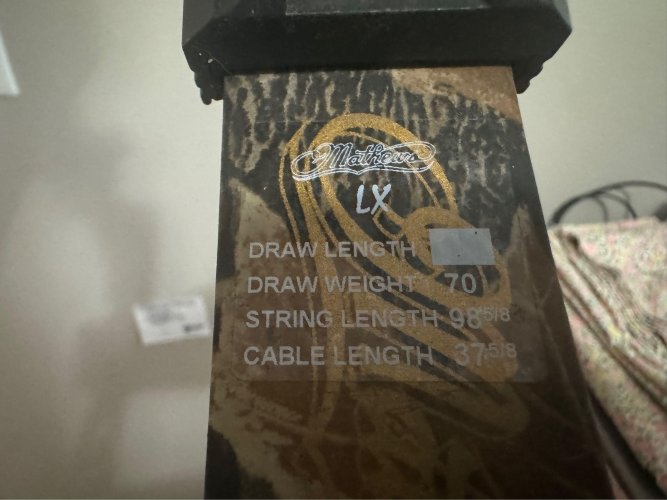 Mathews
LX
DRAW LENGTH
DRAW WEIGHT 70
STRING LENGTH 98 5/8
CABLE LENGTH 37 5/8